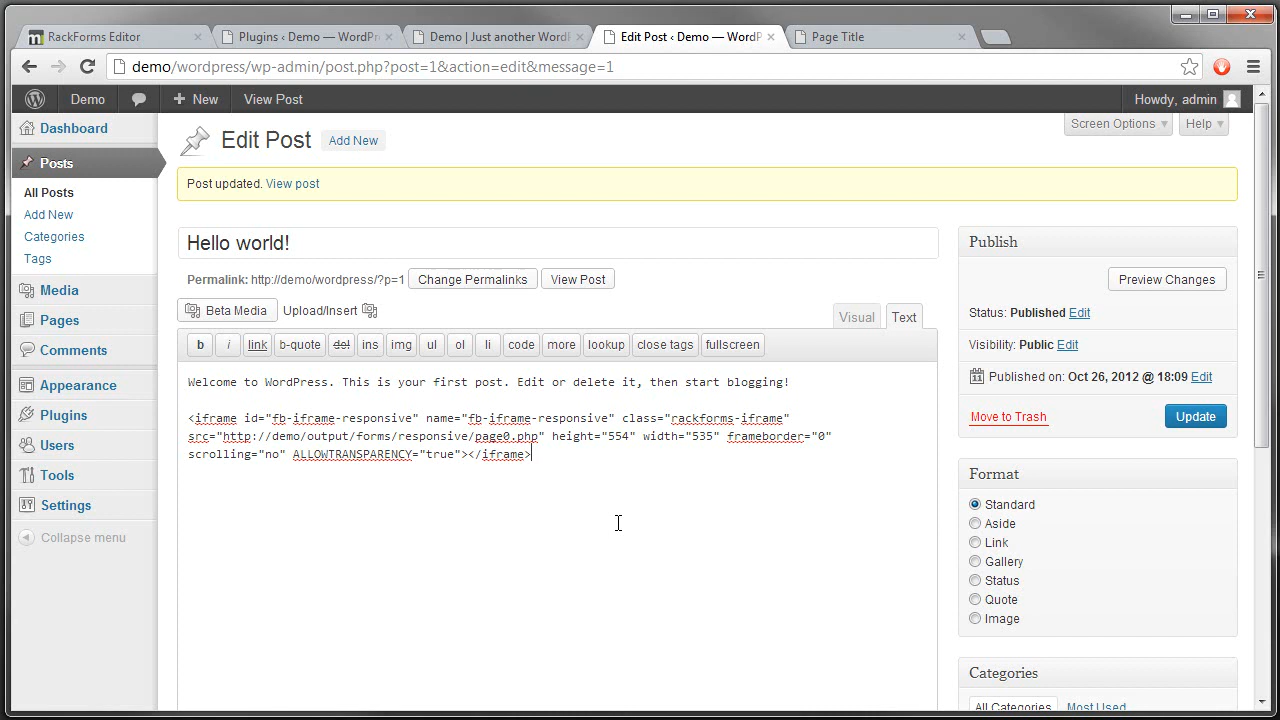 RackForms Editor
Plugins ‹ Demo — WordPr
Demo | Just another Word
Edit Post ‹ Demo — WordP
Page Title
demo/wordpress/wp-admin/post.php?post=1&action=edit&message=1
Demo
New
View Post
Howdy, admin
Dashboard
Posts
All Posts
Add New
Categories
Tags
Media
Pages
Comments
Appearance
Plugins
Users
Tools
Settings
Collapse menu
Screen Options
Help
Edit Post
Add New
Post updated. View post
Hello world!
Permalink: http://demo/wordpress/?p=1
Change Permalinks
View Post
Beta Media
Upload/Insert
Visual
Text
b
i
link
b-quote
del
ins
img
ul
ol
li
code
more
lookup
close tags
fullscreen
Welcome to WordPress. This is your first post. Edit or delete it, then start blogging!
<iframe id="fb-iframe-responsive" name="fb-iframe-responsive" class="rackforms-iframe"
src="http://demo/output/forms/responsive/page0.php" height="554" width="535" frameborder="0"
scrolling="no" ALLOWTRANSPARENCY="true"></iframe>
Publish
Preview Changes
Status: Published Edit
Visibility: Public Edit
11
Published on: Oct 26, 2012 @ 18:09 Edit
Move to Trash
Update
Format
Standard
Aside
Link
Gallery
Status
Quote
Image
Categories
All Categories
Most Used